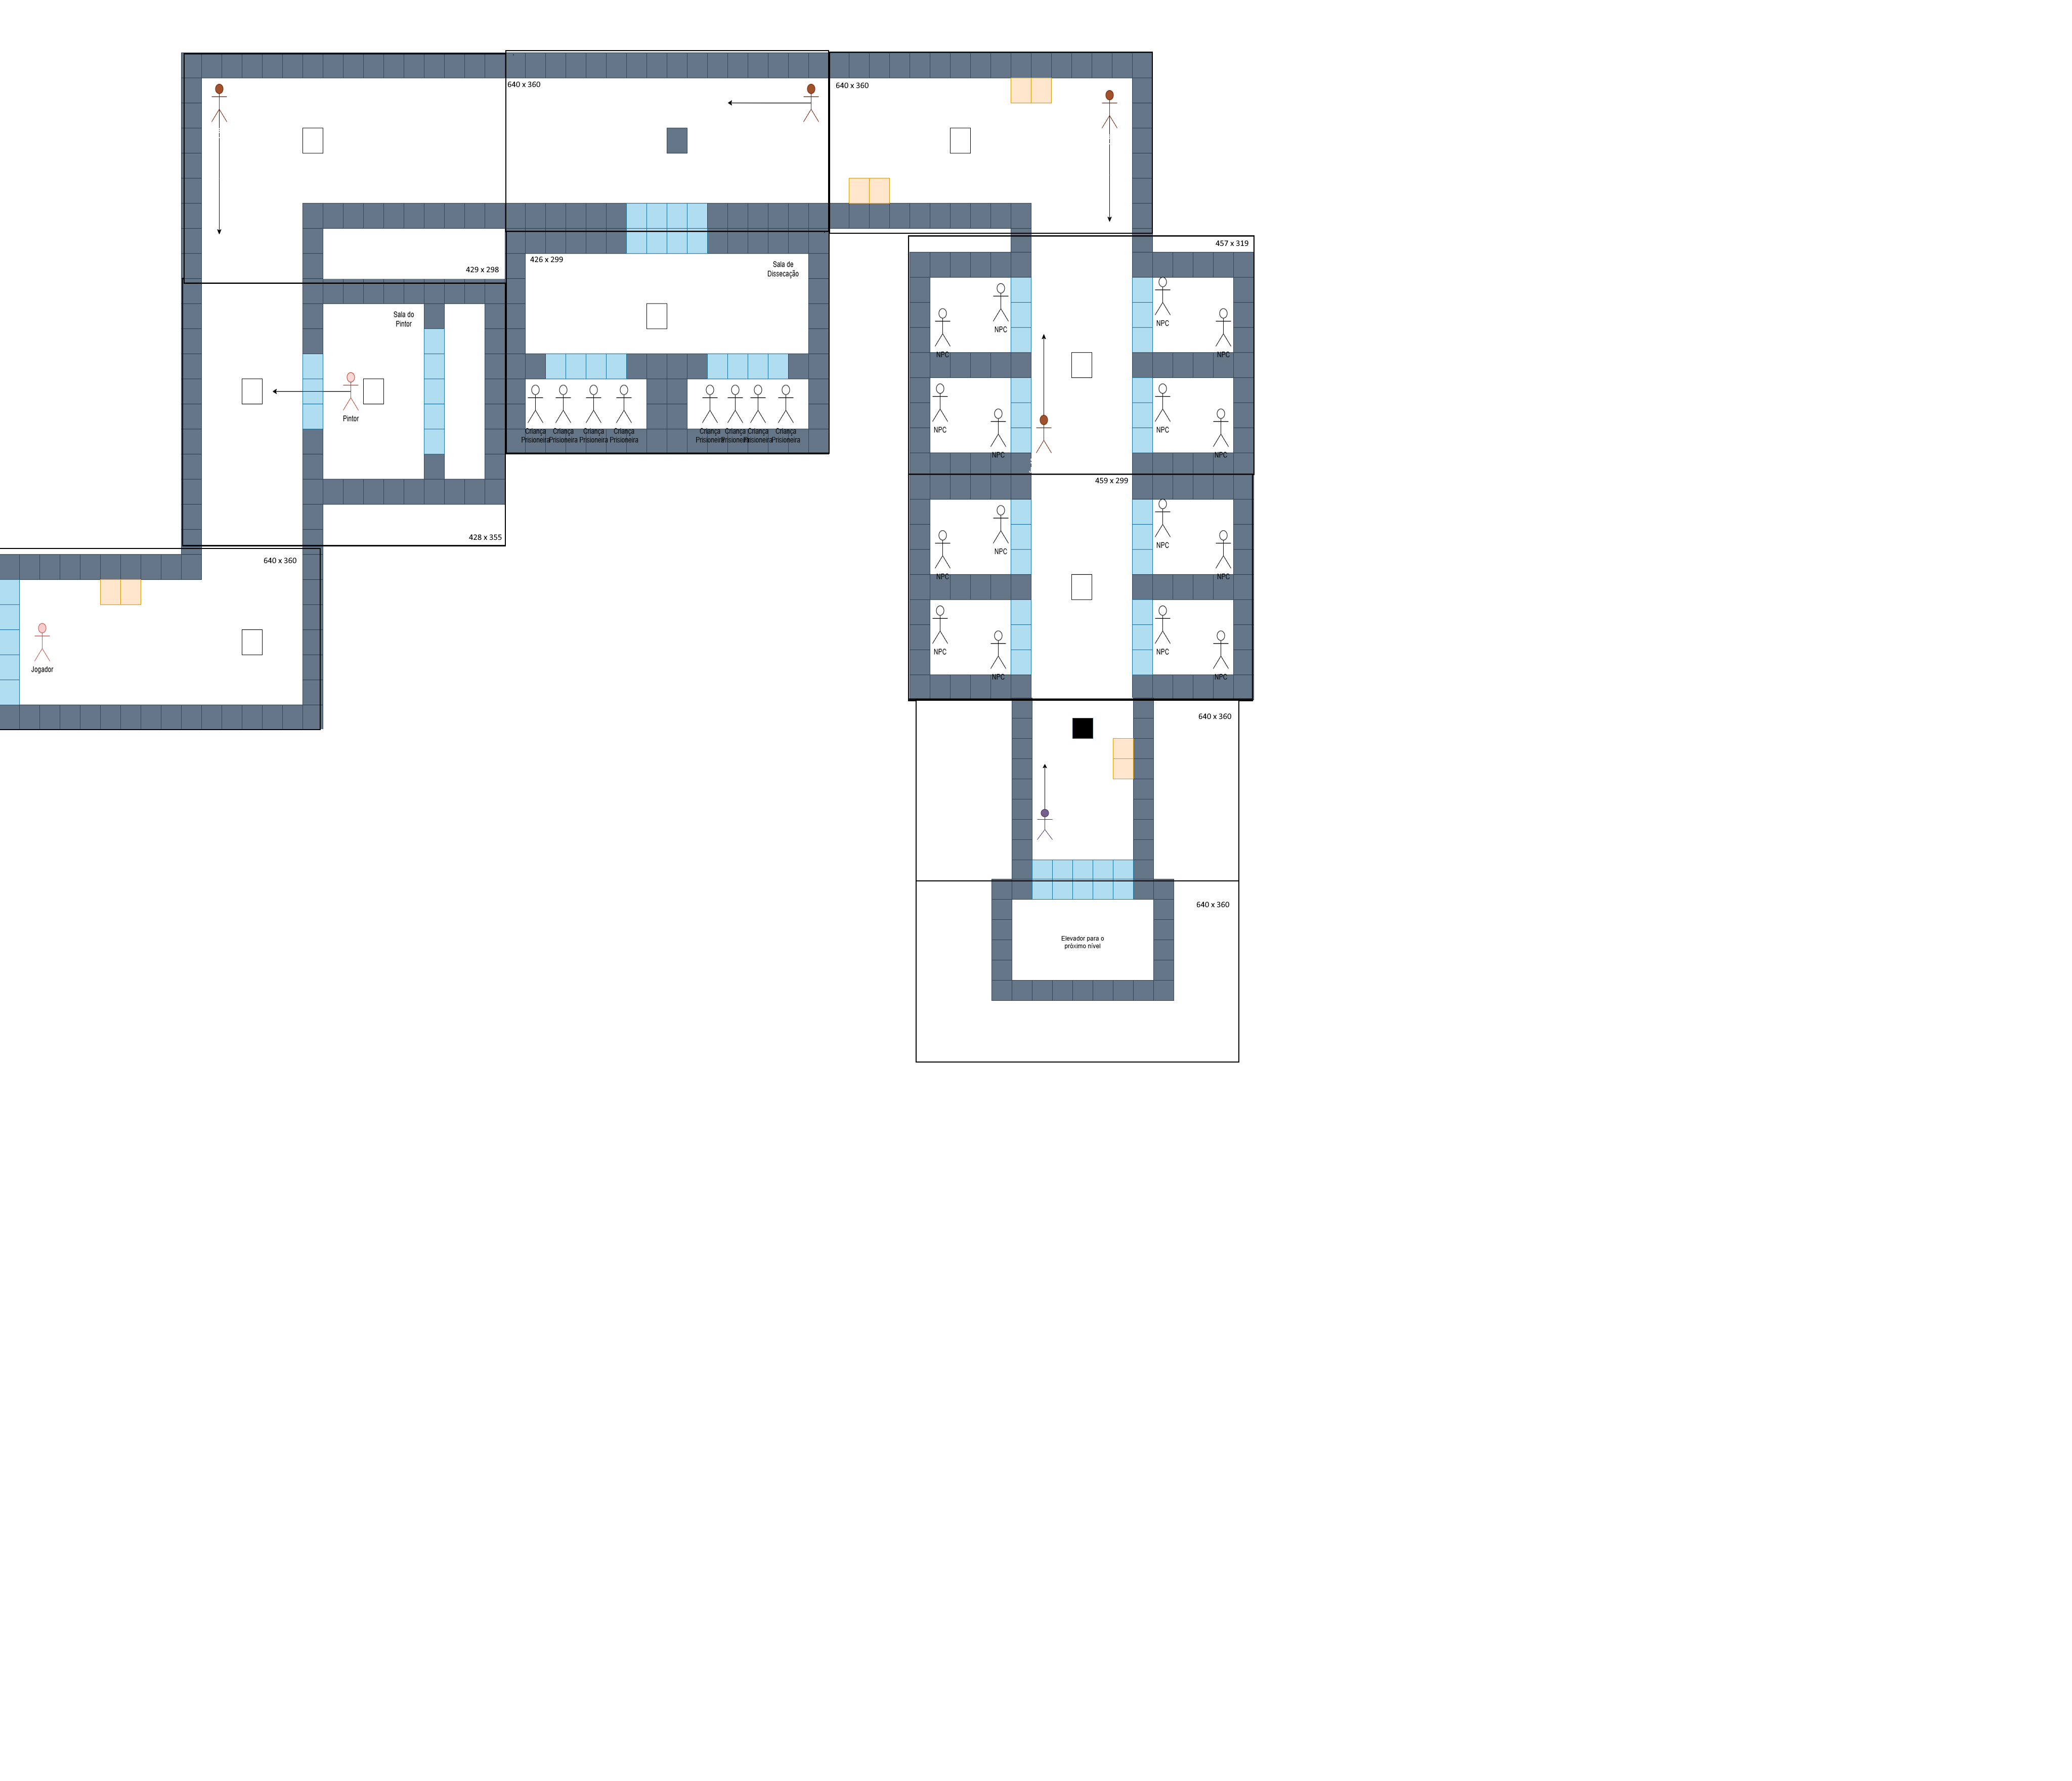 640 x 360
640 x 360
457 x 319
426 x 299
Sala de
Dissecação
429 x 298
Sala do
Pintor
Pintor
NPC
NPC
NPC
NPC
NPC
NPC
NPC
NPC
Criança
Prisioneira
Criança
Prisioneira
Criança
Prisioneira
Criança
Prisioneira
Criança
Prisioneira
Criança
Prisioneira
Criança
Prisioneira
Criança
Prisioneira
459 x 299
428 x 355
640 x 360
NPC
NPC
NPC
NPC
NPC
NPC
NPC
NPC
Jogador
640 x 360
640 x 360
Elevador para o
próximo nível